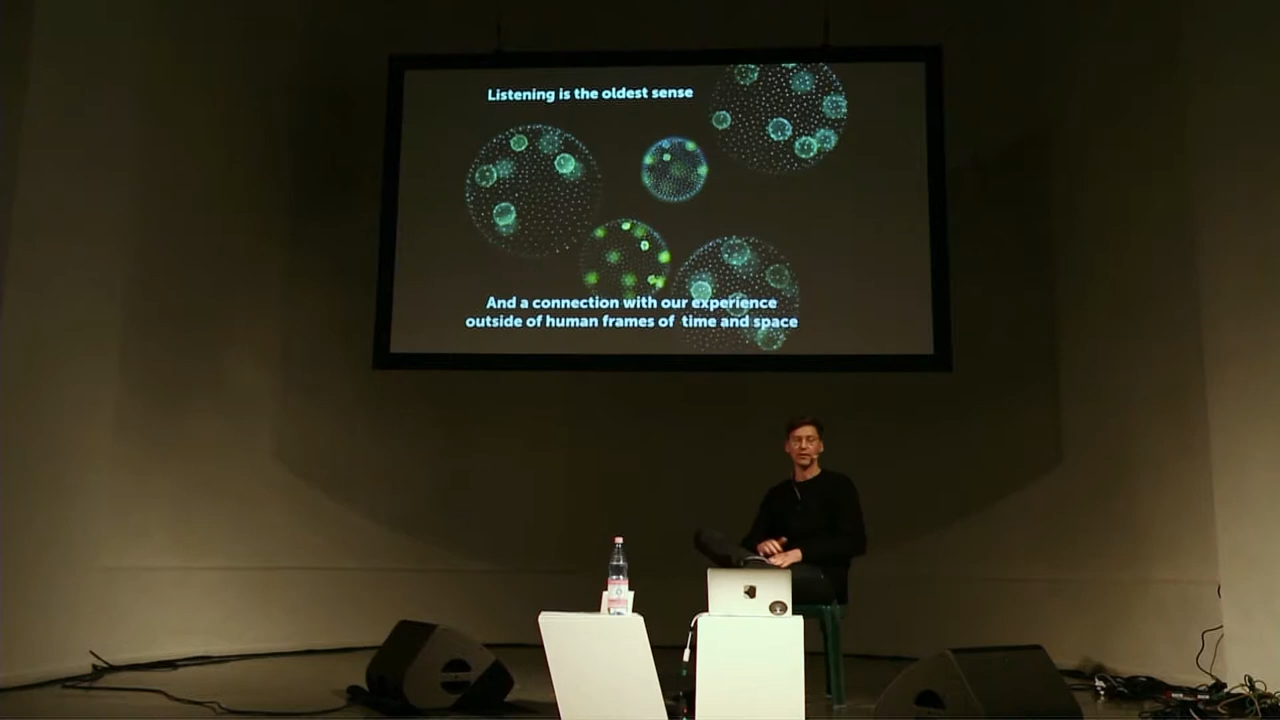 Listening is the oldest sense
And a connection with our experience
outside of human frames of time and space